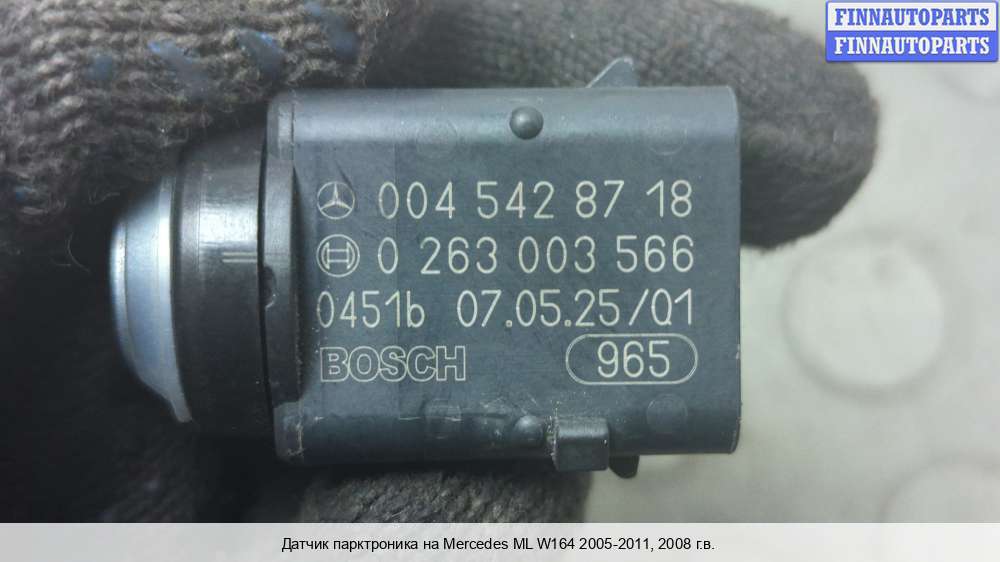 FINNAUTOPARTS
FINNAUTOPARTS
004 542 87 18
0 263 003 566
0451b 07.05.25/01
BOSCH 965
Датчик парктроника на Mercedes ML W164 2005-2011, 2008 г.в.